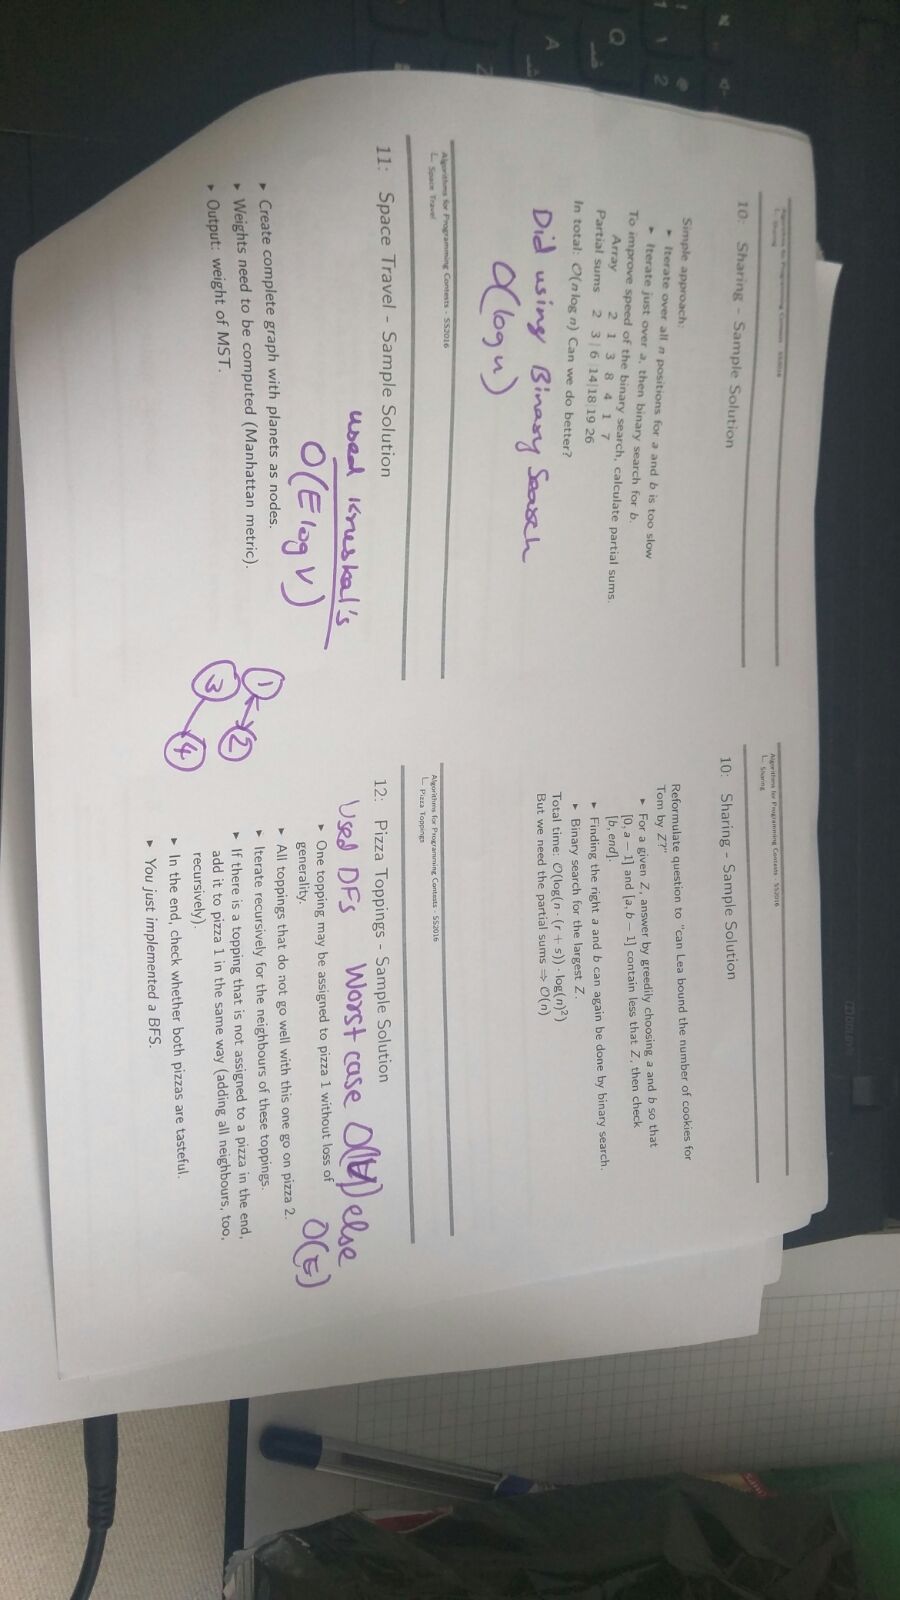 Algorithms for Programming Contests - SS2016
Sharing
10: Sharing - Sample Solution
Simple approach:
► Iterate over all n positions for a and b is too slow
► Iterate just over a, then binary search for b.
To improve speed of the binary search, calculate partial sums.
Array 2 1 3 8 4 1 7
Partial sums 2 3 | 6 |14|18|19 26
In total: O(n log n) Can we do better?
Did using Binary Search
O(log n)
Algorithms for Programming Contests - SS2016
Sharing
10: Sharing - Sample Solution
Reformulate question to "can Lea bound the number of cookies for
Tom by Z?"
► For a given Z, answer by greedily choosing a and b so that
[0, a − 1] and [a, b − 1] contain less that Z, then check
[b, end].
► Finding the right a and b can again be done by binary search.
► Binary search for the largest Z.
Total time: O(log(n · (r + s)) · log(n)²)
But we need the partial sums ⇒ O(n)
Algorithms for Programming Contests - SS2016
Space Travel
11: Space Travel - Sample Solution
used Kruskal's
O(E log V)
► Create complete graph with planets as nodes.
► Weights need to be computed (Manhattan metric).
► Output: weight of MST.
1
2
3
4
Algorithms for Programming Contests - SS2016
Pizza Toppings
12: Pizza Toppings - Sample Solution
Used DFS Worst case O(|V|) else
O(E)
► One topping may be assigned to pizza 1 without loss of
generality.
► All toppings that do not go well with this one go on pizza 2.
► Iterate recursively for the neighbours of these toppings.
► If there is a topping that is not assigned to a pizza in the end,
add it to pizza 1 in the same way (adding all neighbours, too,
recursively).
► In the end, check whether both pizzas are tasteful.
► You just implemented a BFS.